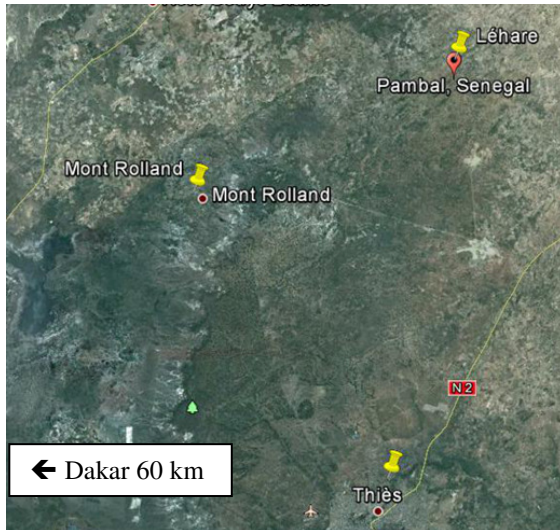 Léhare
Pambal, Senegal
Mont Rolland
Mont Rolland
N 2
← Dakar 60 km
Thiès